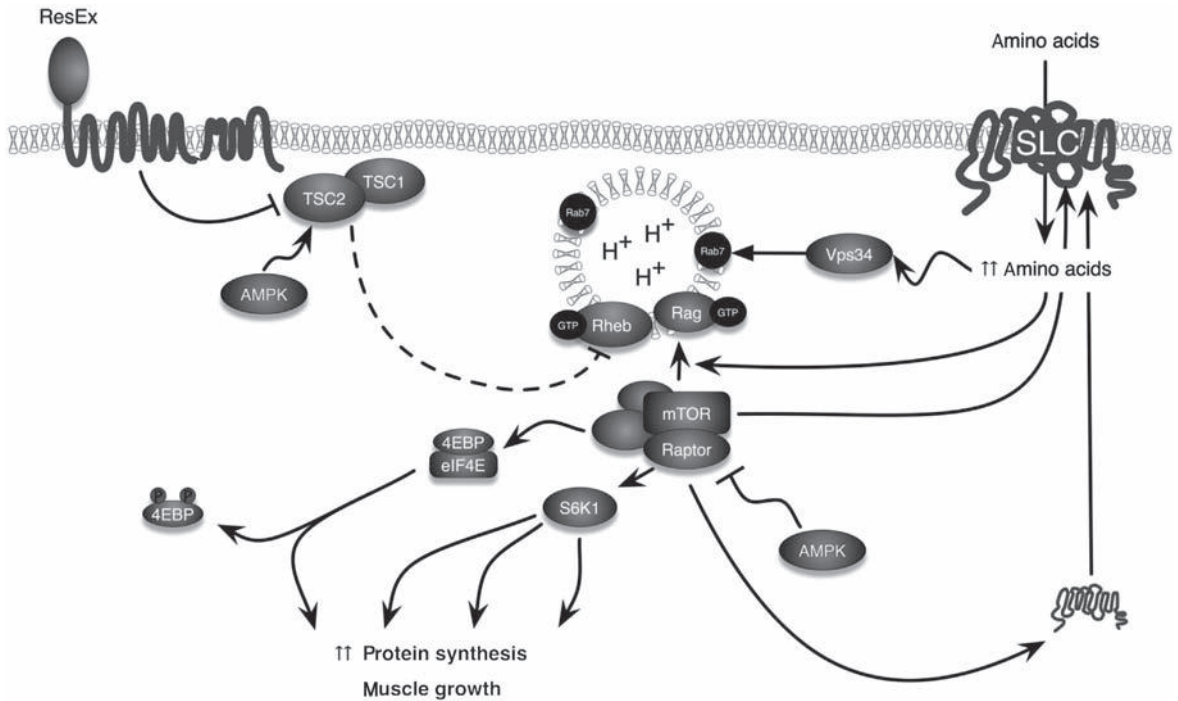 ResEx
Amino acids
SLC
TSC2
TSC1
AMPK
Rab7
H+
H+
H+
Rab7
Vps34
↑↑ Amino acids
GTP
Rheb
Rag
GTP
mTOR
Raptor
4EBP
eIF4E
P P
4EBP
S6K1
AMPK
↑↑ Protein synthesis
Muscle growth